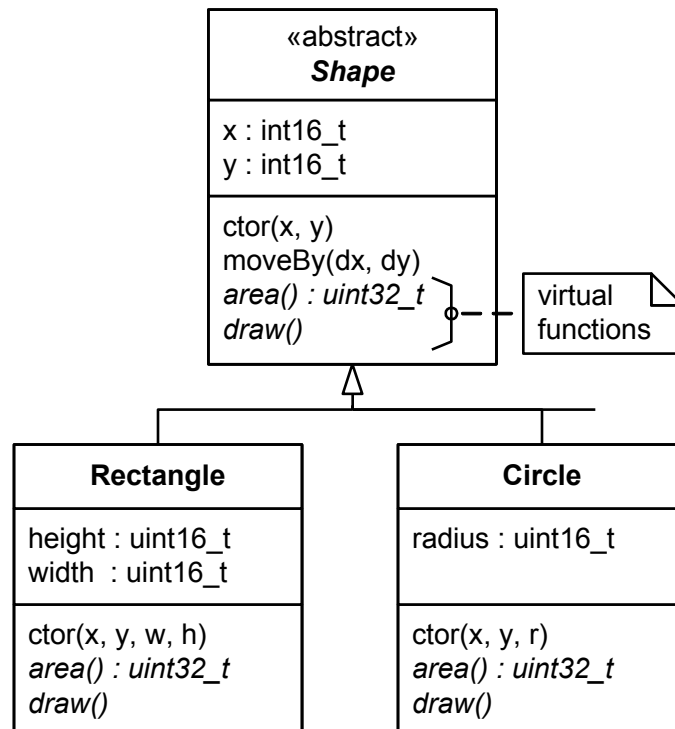 «abstract»
Shape
x : int16_t
y : int16_t
ctor(x, y)
moveBy(dx, dy)
area() : uint32_t
draw()
virtual
functions
Rectangle
height : uint16_t
width : uint16_t
ctor(x, y, w, h)
area() : uint32_t
draw()
Circle
radius : uint16_t
ctor(x, y, r)
area() : uint32_t
draw()